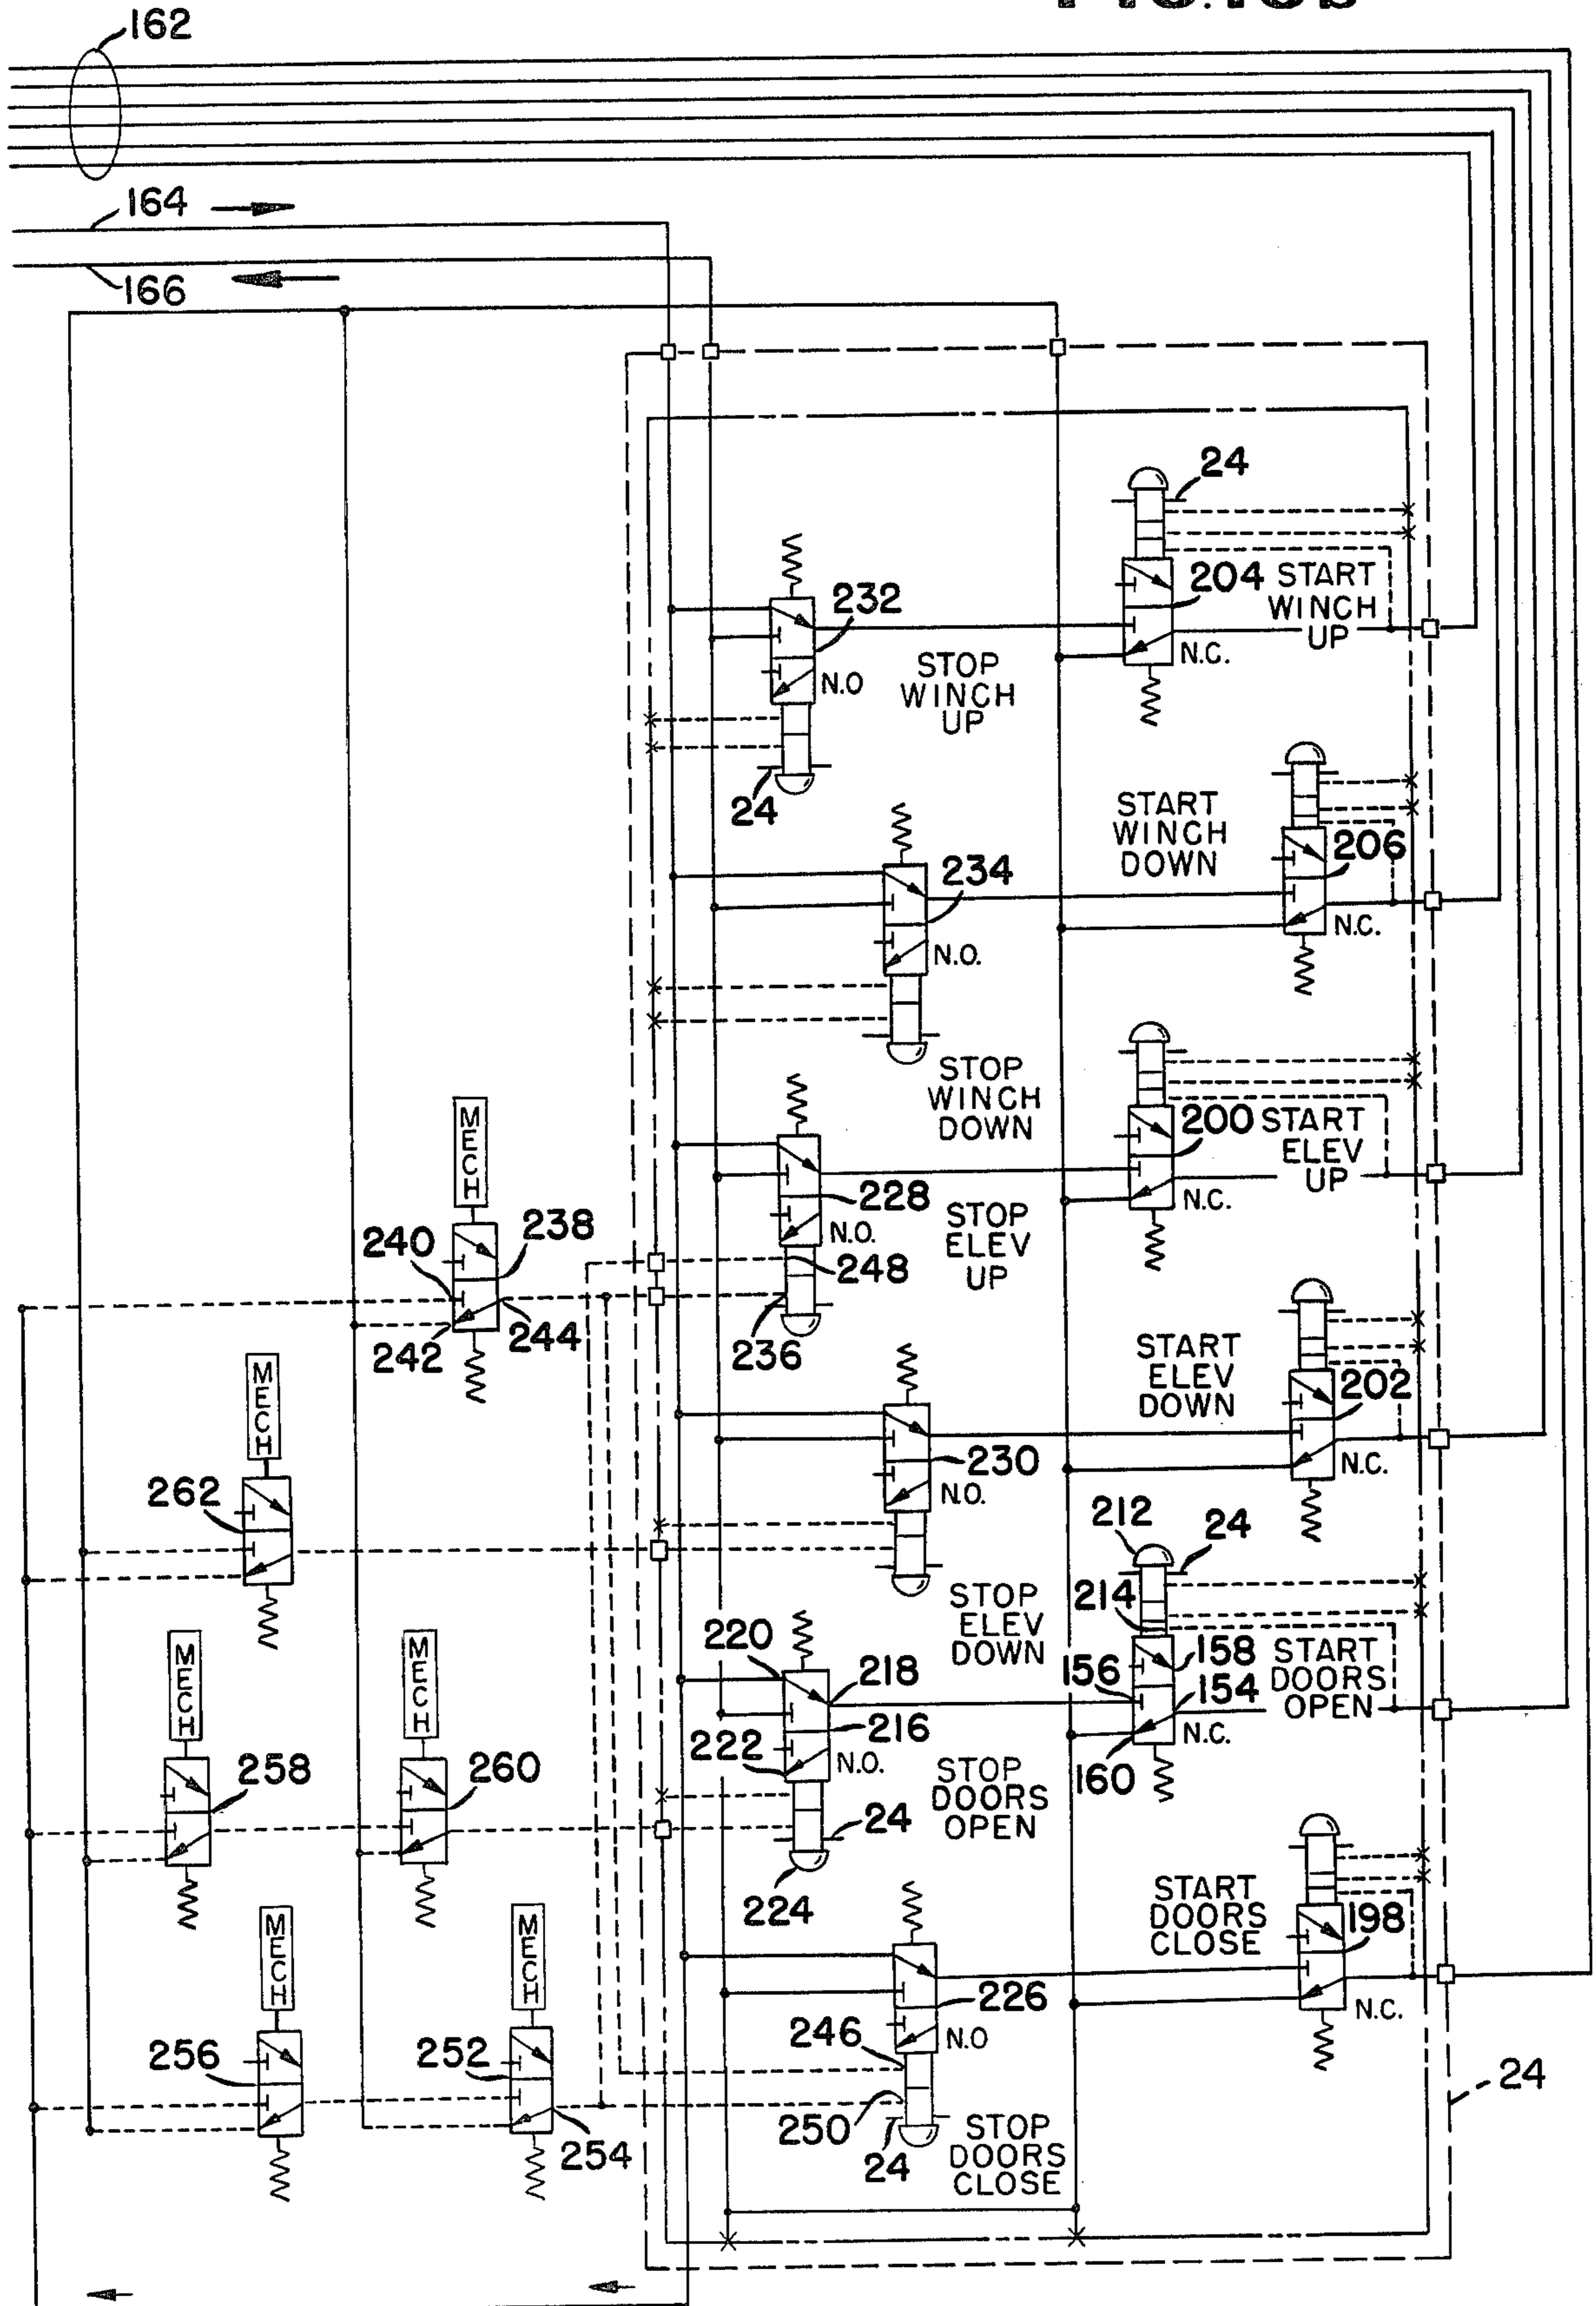 162
164
166
24
204 START
WINCH
UP
N.C.
232
N.O
STOP
WINCH
UP
24
START
WINCH
DOWN
206
N.C.
234
N.O.
STOP
WINCH
DOWN
200 START
ELEV
UP
N.C.
228
N.O.
STOP
ELEV
UP
248
236
MECH
240
238
242
244
START
ELEV
DOWN
202
N.C.
230
N.O.
STOP
ELEV
DOWN
MECH
262
212
24
214
158
START
DOORS
OPEN
156
154
N.C.
160
220
218
216
222
N.O.
STOP
DOORS
OPEN
24
224
MECH
258
MECH
260
START
DOORS
CLOSE
198
N.C.
226
N.O
246
250
24
STOP
DOORS
CLOSE
MECH
256
MECH
252
254
24